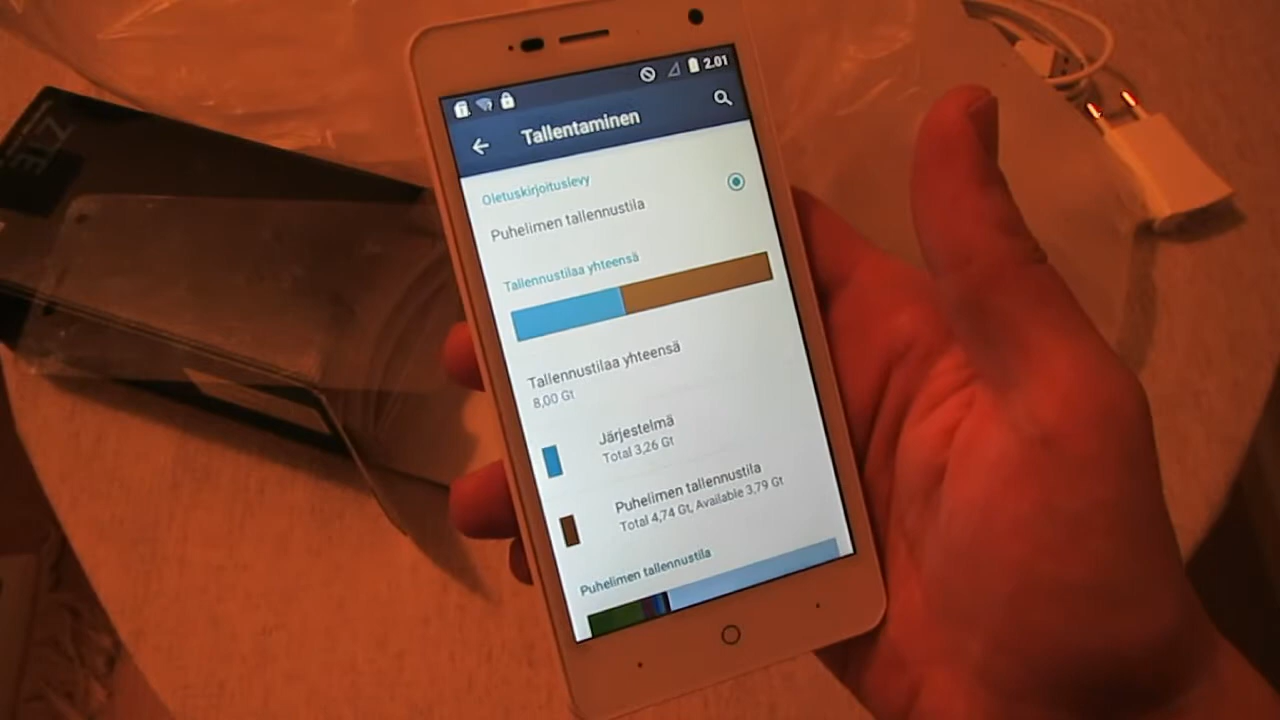 ZTE
2.01
Tallentaminen
Oletuskirjoituslevy
Puhelimen tallennustila
Tallennustilaa yhteensä
Tallennustilaa yhteensä
8,00 Gt
Järjestelmä
Total 3,26 Gt
Puhelimen tallennustila
Total 4,74 Gt, Available 3,79 Gt
Puhelimen tallennustila